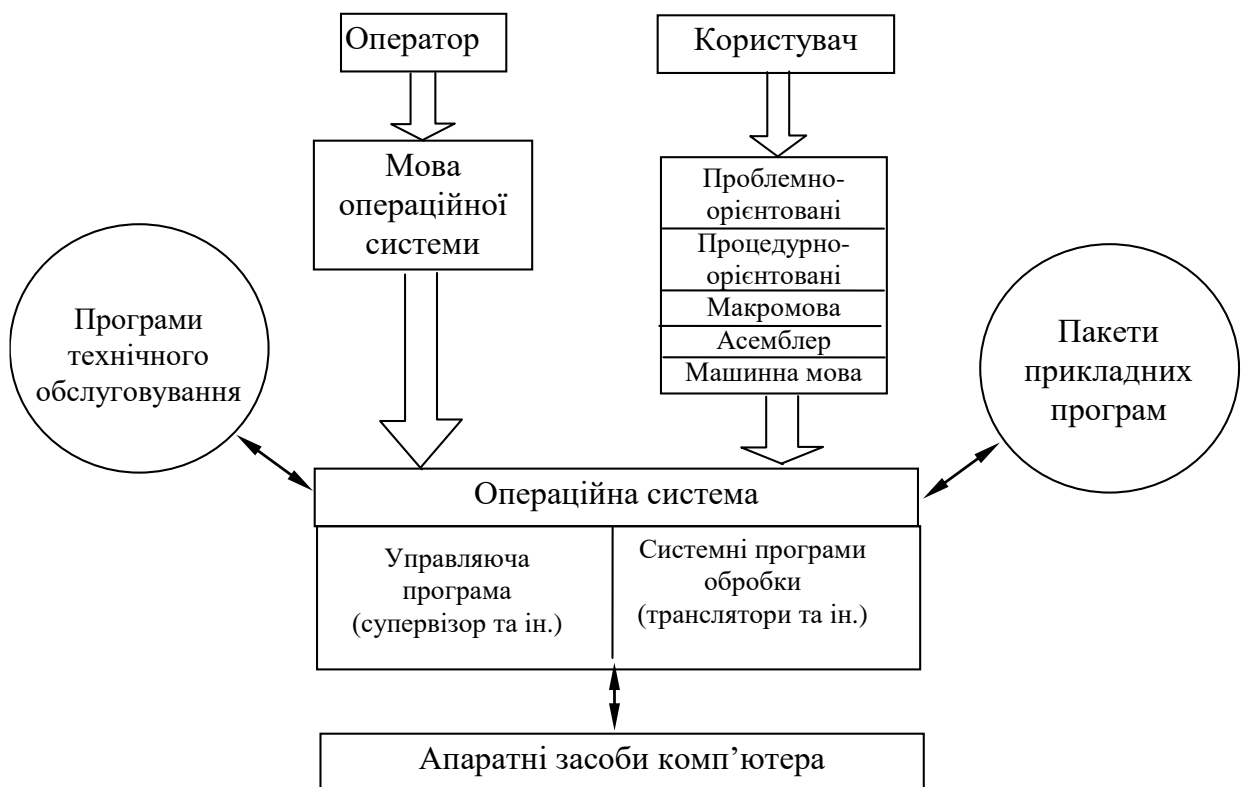 Оператор
Користувач
Мова
операційної
системи
Проблемно-
орієнтовані
Процедурно-
орієнтовані
Макромова
Асемблер
Машинна мова
Програми
технічного
обслуговування
Пакети
прикладних
програм
Операційна система
Управляюча
програма
(супервізор та ін.)
Системні програми
обробки
(транслятори та ін.)
Апаратні засоби комп’ютера